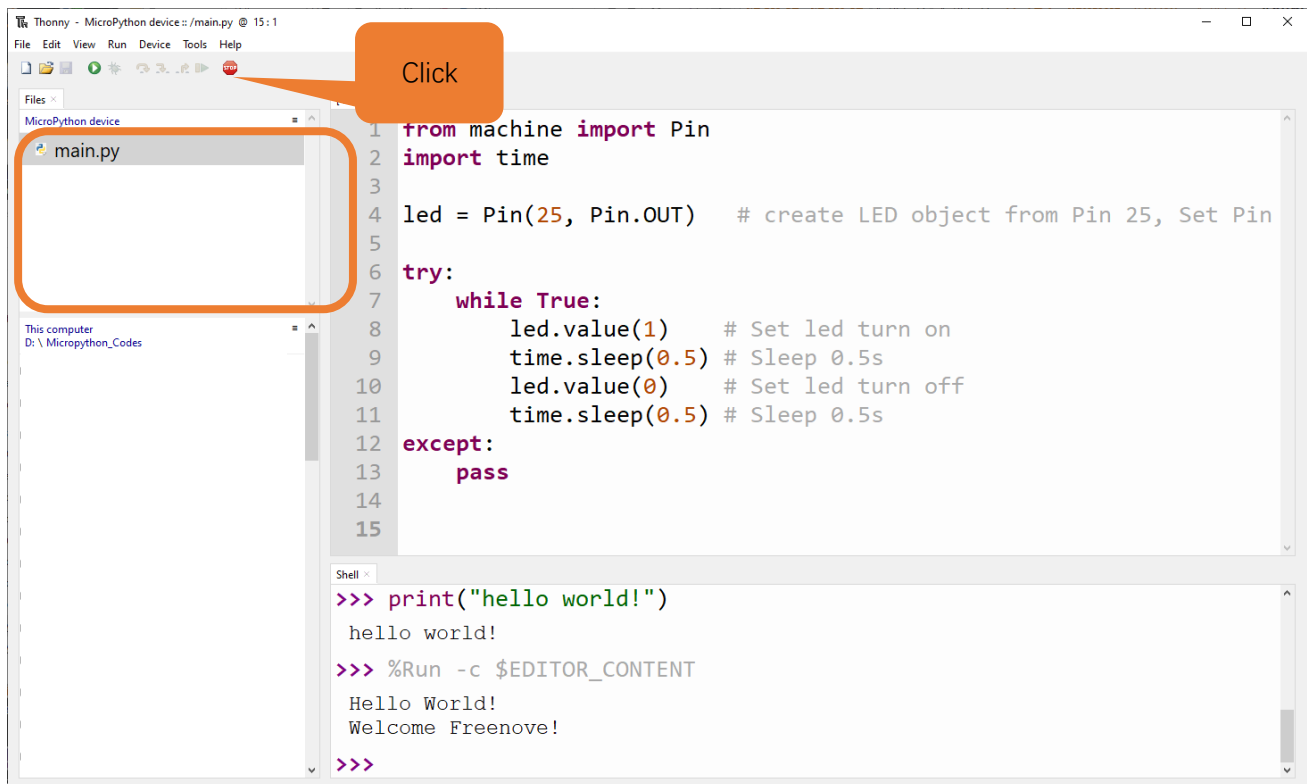 Thonny - MicroPython device :: /main.py @ 15 : 1
File Edit View Run Device Tools Help
STOP
Click
Files
MicroPython device
main.py
This computer
D: \ Micropython_Codes
1 from machine import Pin
2 import time
3
4 led = Pin(25, Pin.OUT) # create LED object from Pin 25, Set Pin
5
6 try:
7 while True:
8 led.value(1) # Set led turn on
9 time.sleep(0.5) # Sleep 0.5s
10 led.value(0) # Set led turn off
11 time.sleep(0.5) # Sleep 0.5s
12 except:
13 pass
14
15
Shell
>>> print("hello world!")
hello world!
>>> %Run -c $EDITOR_CONTENT
Hello World!
Welcome Freenove!
>>>